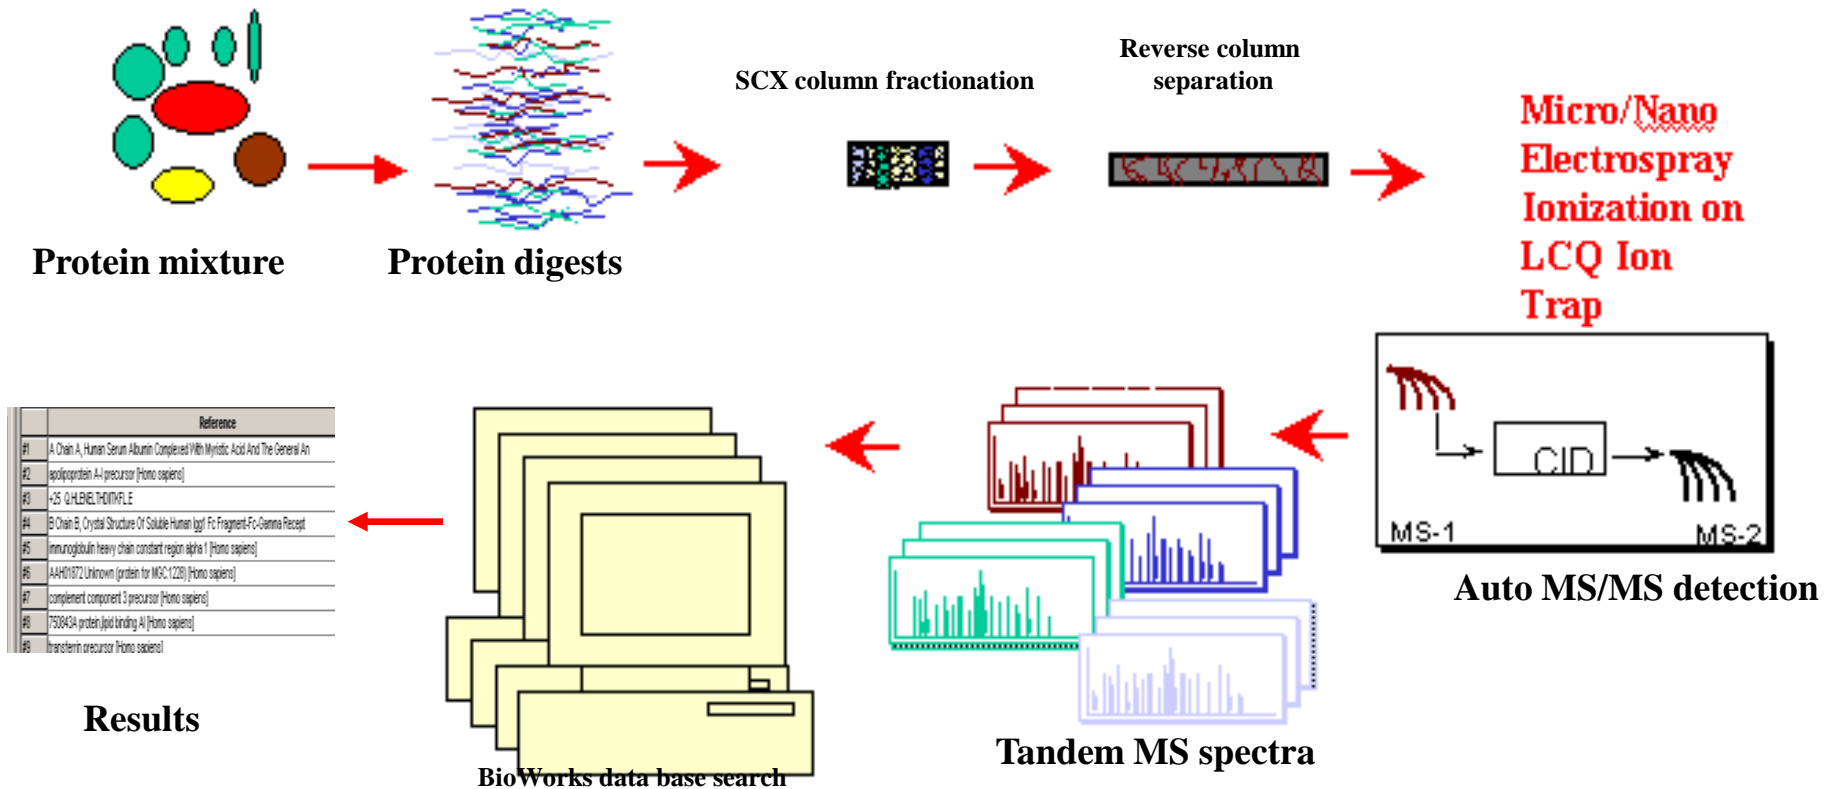 Protein mixture
Protein digests
SCX column fractionation
Reverse column
separation
Micro/Nano
Electrospray
Ionization on
LCQ Ion
Trap
MS-1
CID
MS-2
Auto MS/MS detection
Tandem MS spectra
BioWorks data base search
Reference
#1 A Chain A, Human Serum Albumin Complexed With Myristic Acid And The General An
#2 apolipoprotein A-I precursor [Homo sapiens]
#3 +25 Q.HLENELTHDIITKFL.E
#4 B Chain B, Crystal Structure Of Soluble Human Igg1 Fc Fragment-Fc-Gamma Recept
#5 immunoglobulin heavy chain constant region alpha 1 [Homo sapiens]
#6 AAH01872 Unknown (protein for MGC:1228) [Homo sapiens]
#7 complement component 3 precursor [Homo sapiens]
#8 750843A protein,lipid binding AI [Homo sapiens]
#9 transferrin precursor [Homo sapiens]
Results